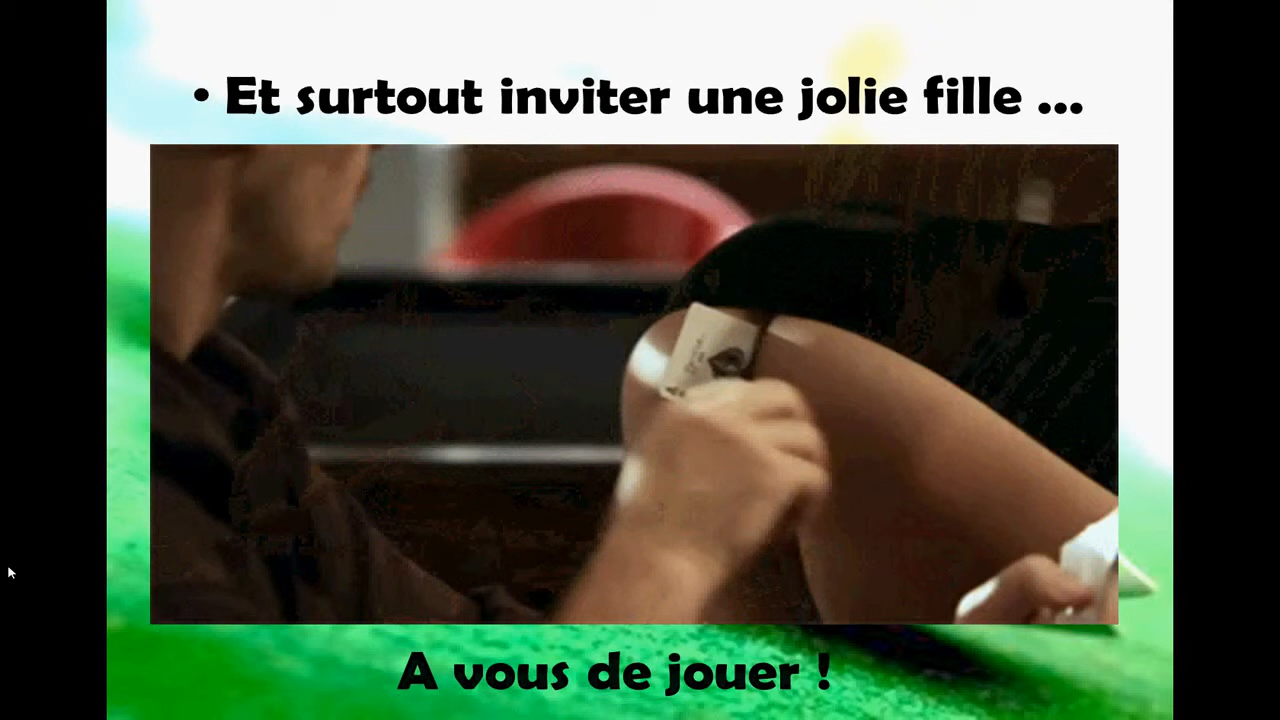 • Et surtout inviter une jolie fille ...
A vous de jouer !